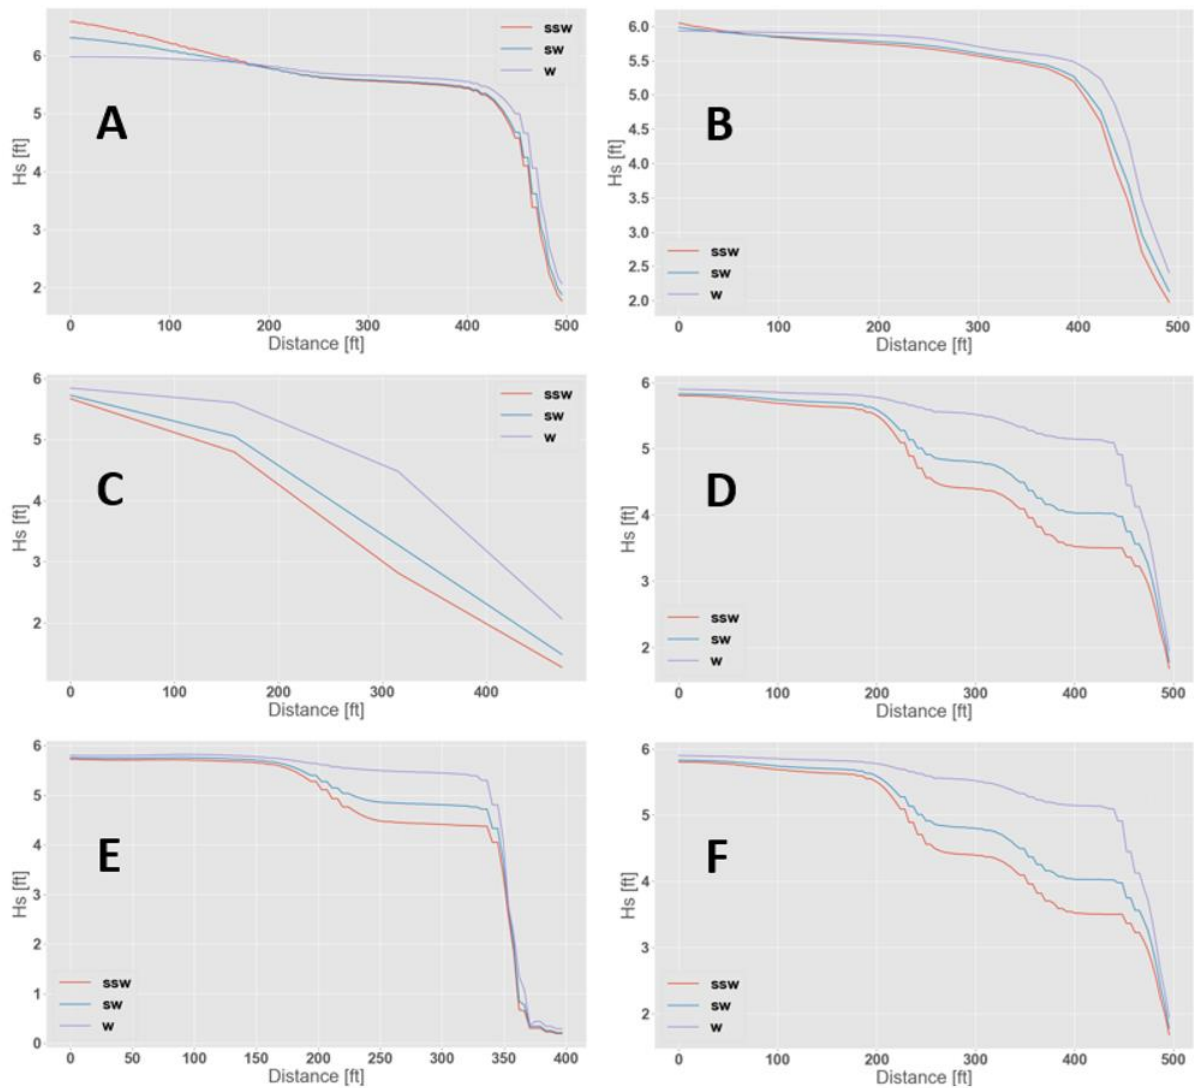 A
Hs [ft]
6
5
4
3
2
0 100 200 300 400 500
Distance [ft]
ssw
sw
w
B
Hs [ft]
6.0
5.5
5.0
4.5
4.0
3.5
3.0
2.5
2.0
0 100 200 300 400 500
Distance [ft]
ssw
sw
w
C
Hs [ft]
6
5
4
3
2
0 100 200 300 400
Distance [ft]
ssw
sw
w
D
Hs [ft]
6
5
4
3
2
0 100 200 300 400 500
Distance [ft]
ssw
sw
w
E
Hs [ft]
6
5
4
3
2
1
0
0 50 100 150 200 250 300 350 400
Distance [ft]
ssw
sw
w
F
Hs [ft]
6
5
4
3
2
0 100 200 300 400 500
Distance [ft]
ssw
sw
w